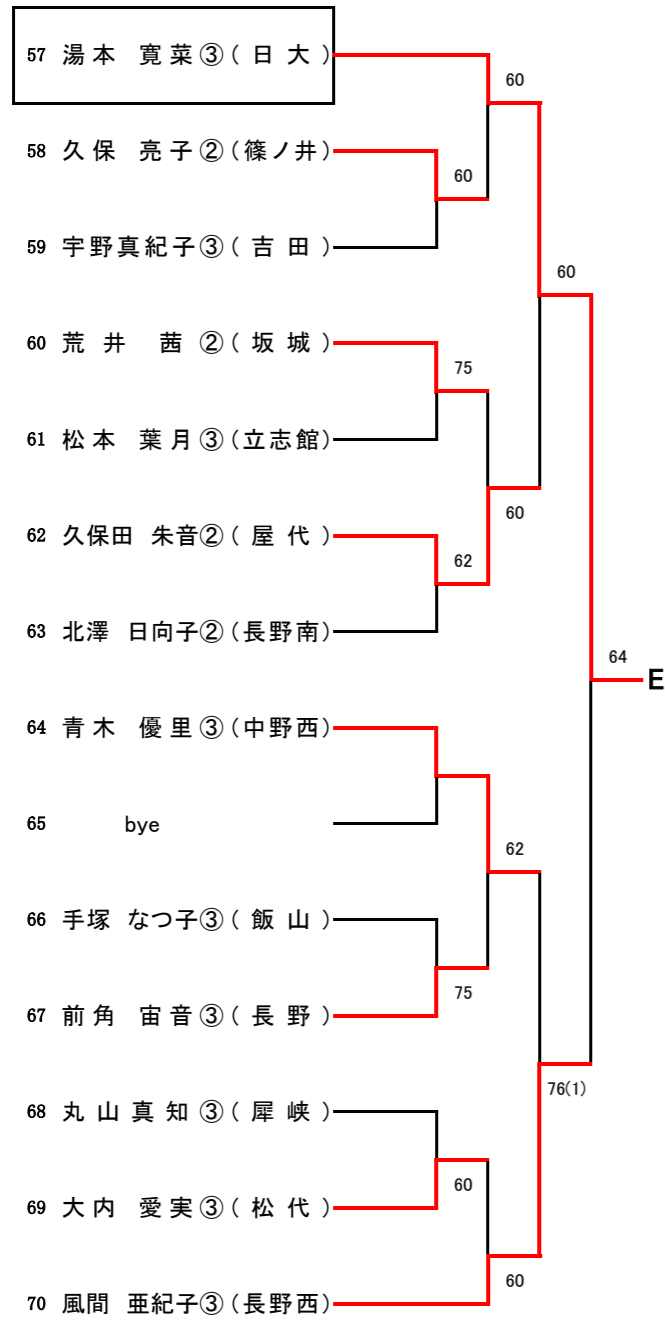 57 湯本 寛菜③(日大)
60
58 久保 亮子②(篠ノ井)
60
59 宇野真紀子③(吉田)
60
60 荒井 茜②(坂城)
75
61 松本 葉月③(立志館)
60
62 久保田 朱音②(屋代)
62
63 北澤 日向子②(長野南)
64
E
64 青木 優里③(中野西)
65 bye
62
66 手塚 なつ子③(飯山)
75
67 前角 宙音③(長野)
76(1)
68 丸山真知③(犀峡)
60
69 大内 愛実③(松代)
60
70 風間 亜紀子③(長野西)